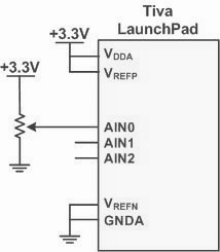 Tiva
LaunchPad
+3.3V
VDDA
+3.3V
VREFP
AIN0
AIN1
AIN2
VREFN
GNDA